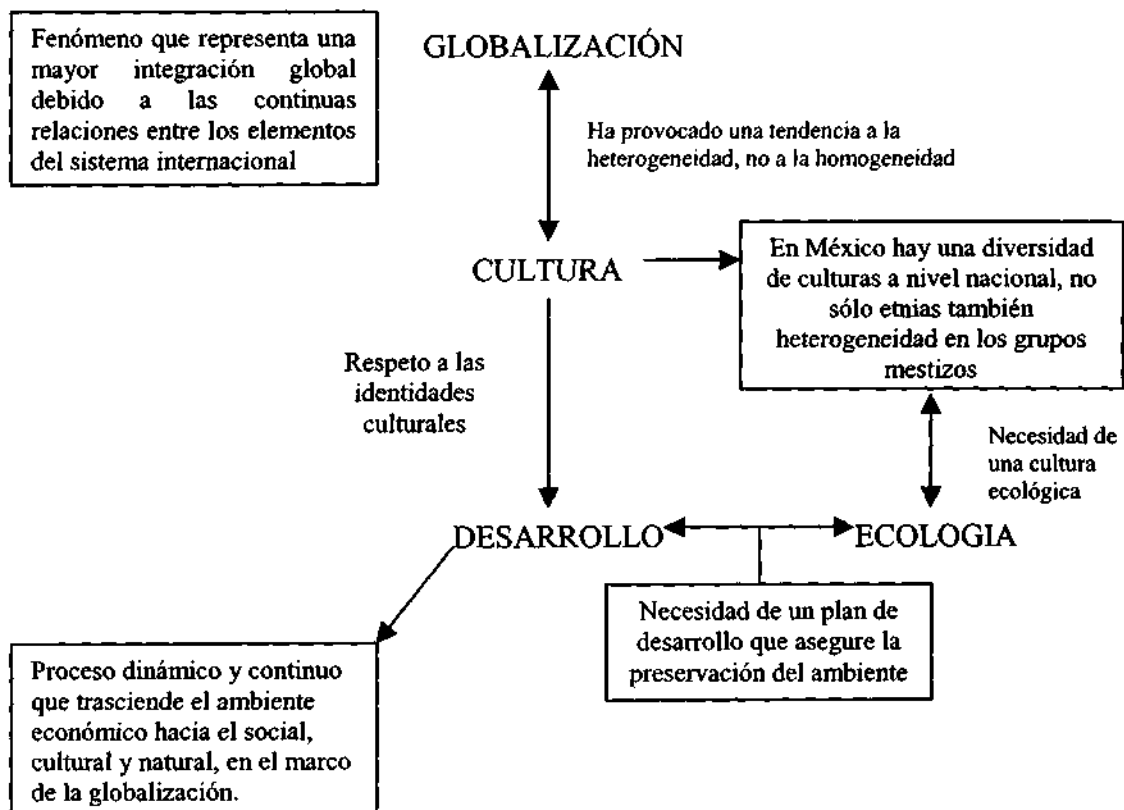 Fenómeno que representa una
mayor integración global
debido a las continuas
relaciones entre los elementos
del sistema internacional
GLOBALIZACIÓN
Ha provocado una tendencia a la
heterogeneidad, no a la homogeneidad
CULTURA
En México hay una diversidad
de culturas a nivel nacional, no
sólo etnias también
heterogeneidad en los grupos
mestizos
Respeto a las
identidades
culturales
Necesidad de
una cultura
ecológica
DESARROLLO
ECOLOGIA
Necesidad de un plan de
desarrollo que asegure la
preservación del ambiente
Proceso dinámico y continuo
que trasciende el ambiente
económico hacia el social,
cultural y natural, en el marco
de la globalización.